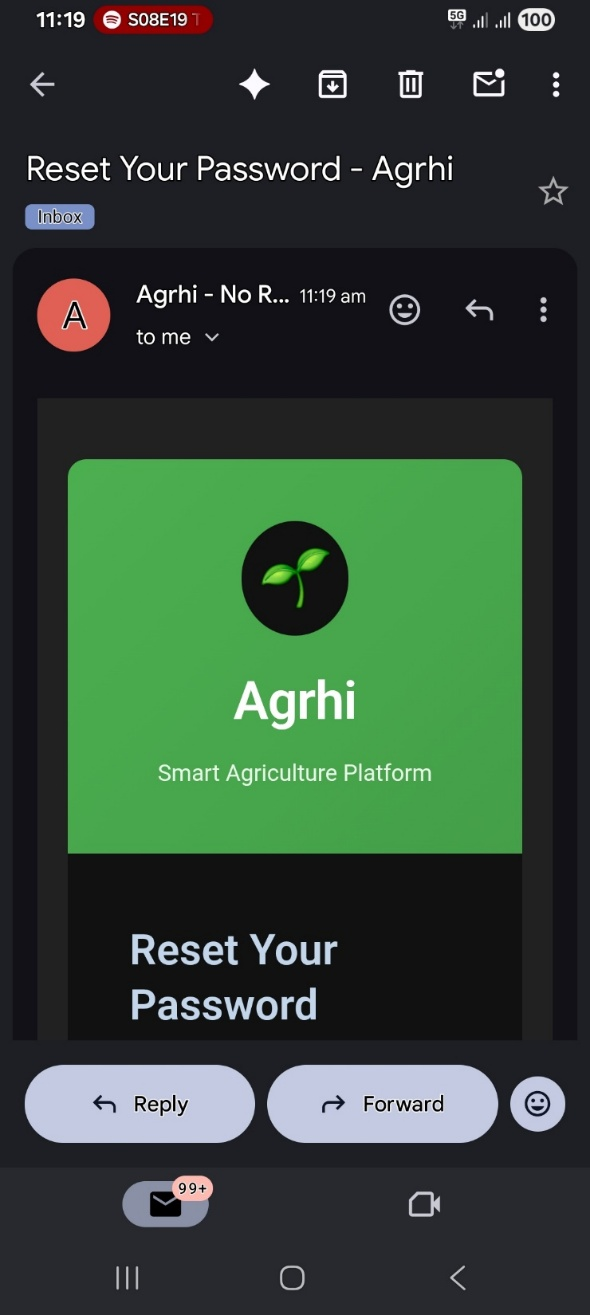 11:19 S08E19 T 5G 100
Reset Your Password - Agrhi
Inbox
A
Agrhi - No R... 11:19 am
to me
Agrhi
Smart Agriculture Platform
Reset Your
Password
Reply Forward
99+